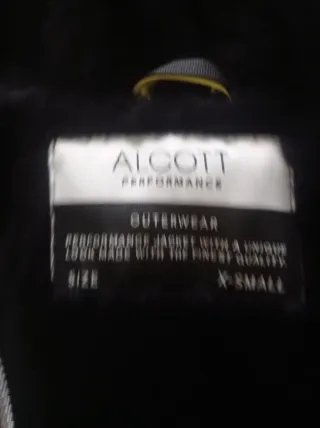 ALCOTT
PERFORMANCE
OUTERWEAR
PERFORMANCE JACKET WITH A UNIQUE
LOOK MADE WITH THE FINEST QUALITY.
SIZE X-SMALL